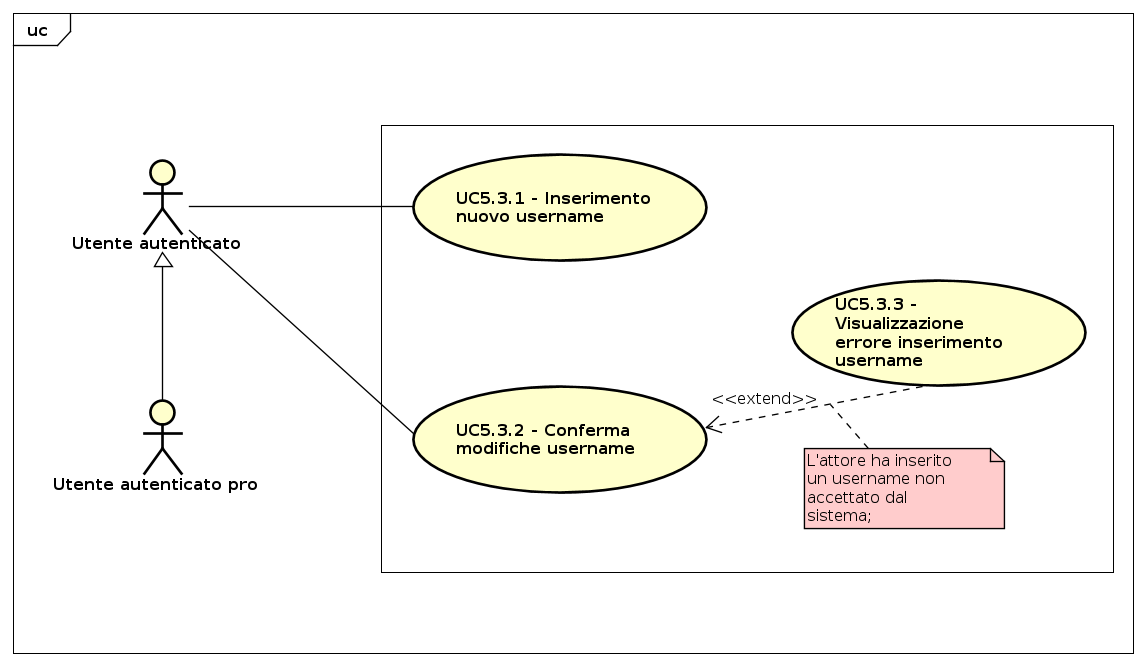 uc
UC5.3.1 - Inserimento
nuovo username
Utente autenticato
UC5.3.3 -
Visualizzazione
errore inserimento
username
<<extend>>
UC5.3.2 - Conferma
modifiche username
L'attore ha inserito
un username non
accettato dal
sistema;
Utente autenticato pro